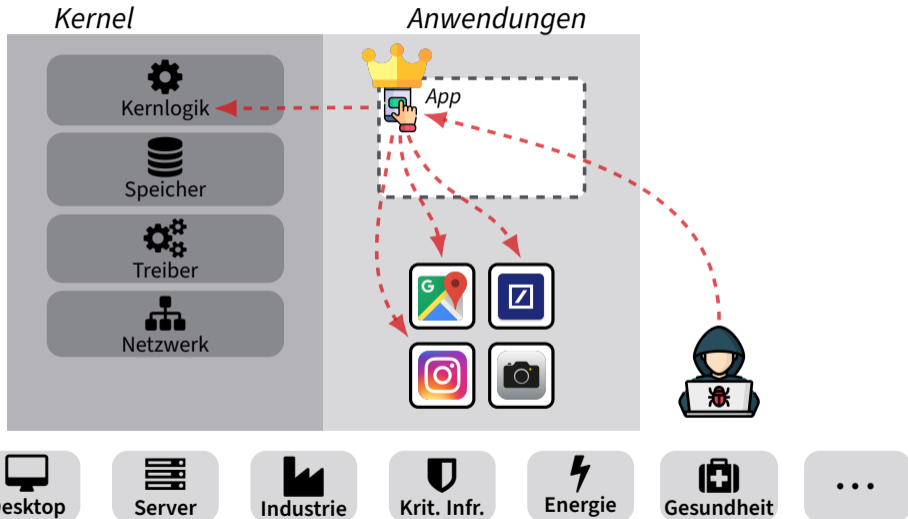 Kernel
Anwendungen
Kernlogik
App
Speicher
Treiber
Netzwerk
G
esktop
Server
Industrie
Krit. Infr.
Energie
Gesundheit
...